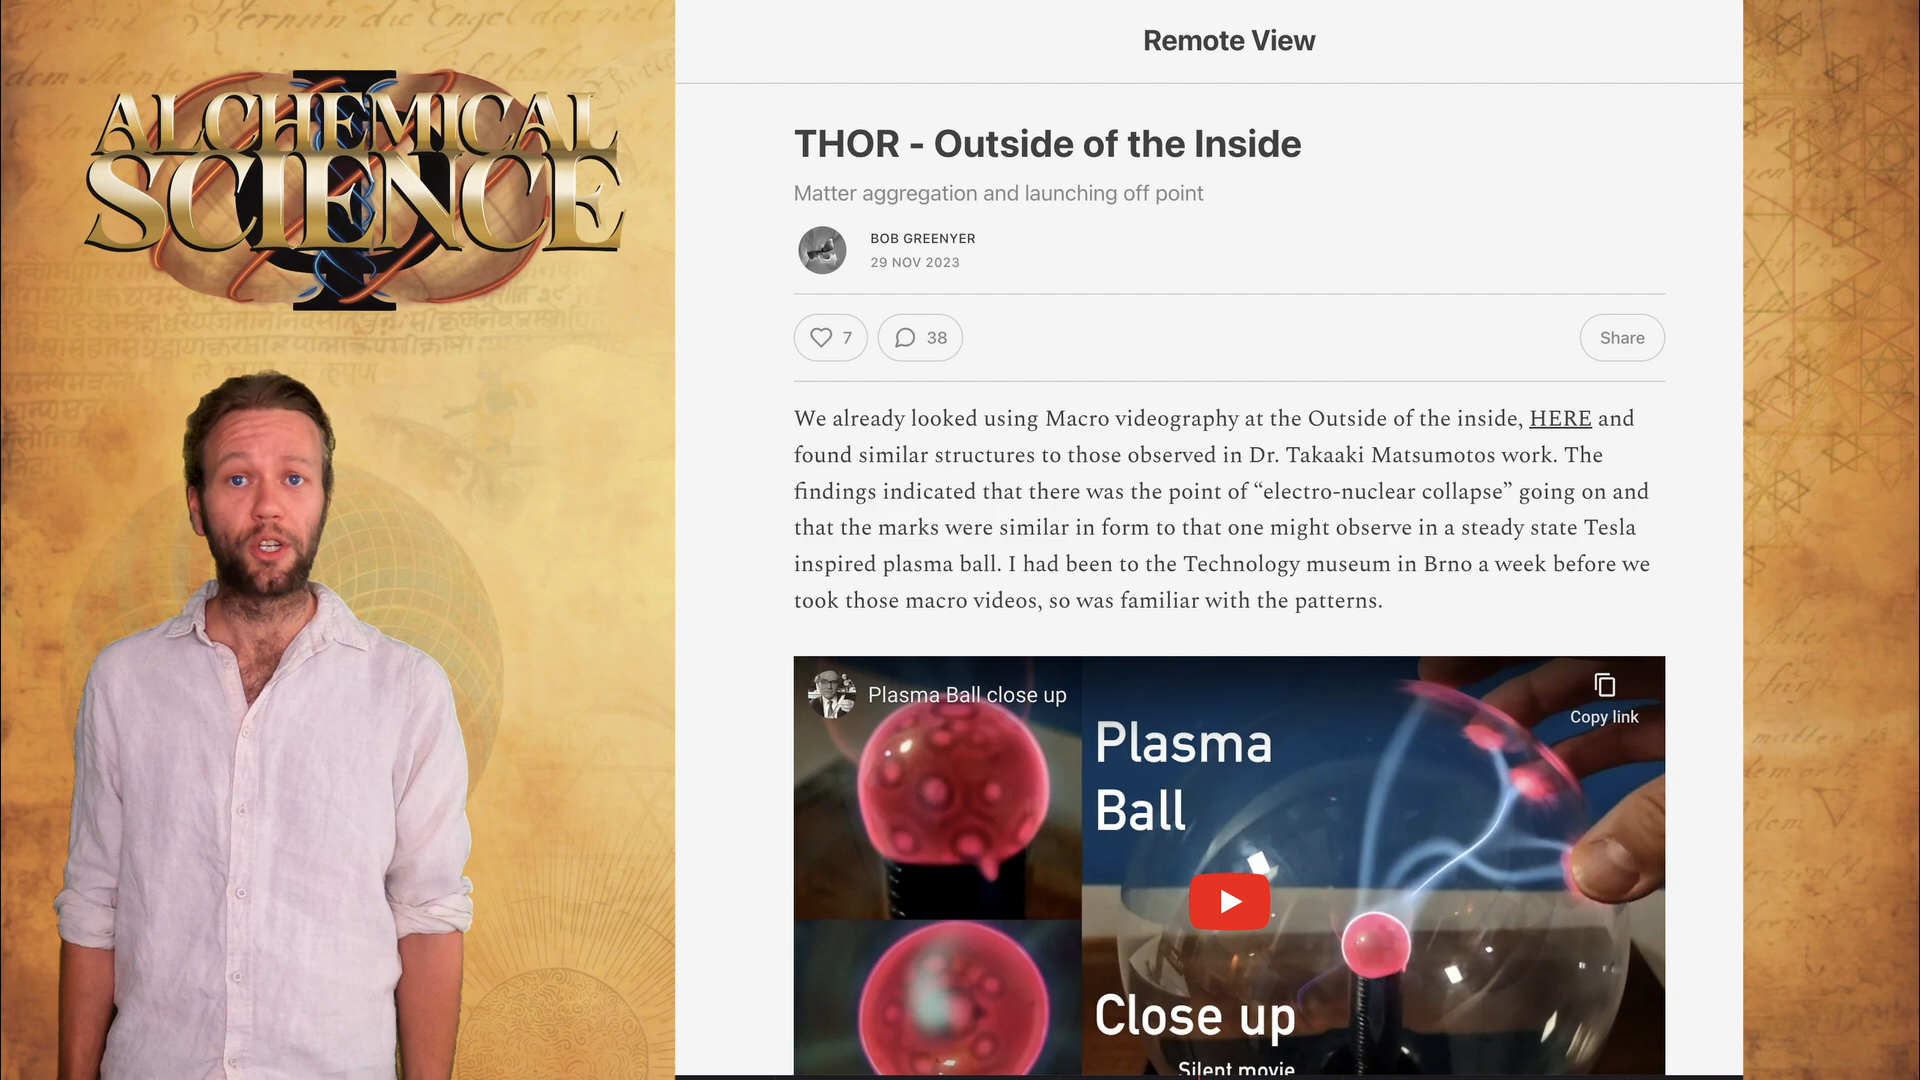 ALCHEMICAL
SCIENCE
Remote View
THOR - Outside of the Inside
Matter aggregation and launching off point
BOB GREENYER
29 NOV 2023
7
38
Share
We already looked using Macro videography at the Outside of the inside, HERE and
found similar structures to those observed in Dr. Takaaki Matsumotos work. The
findings indicated that there was the point of “electro-nuclear collapse” going on and
that the marks were similar in form to that one might observe in a steady state Tesla
inspired plasma ball. I had been to the Technology museum in Brno a week before we
took those macro videos, so was familiar with the patterns.
Plasma Ball close up
Copy link
Plasma
Ball
Close up
Silent movie